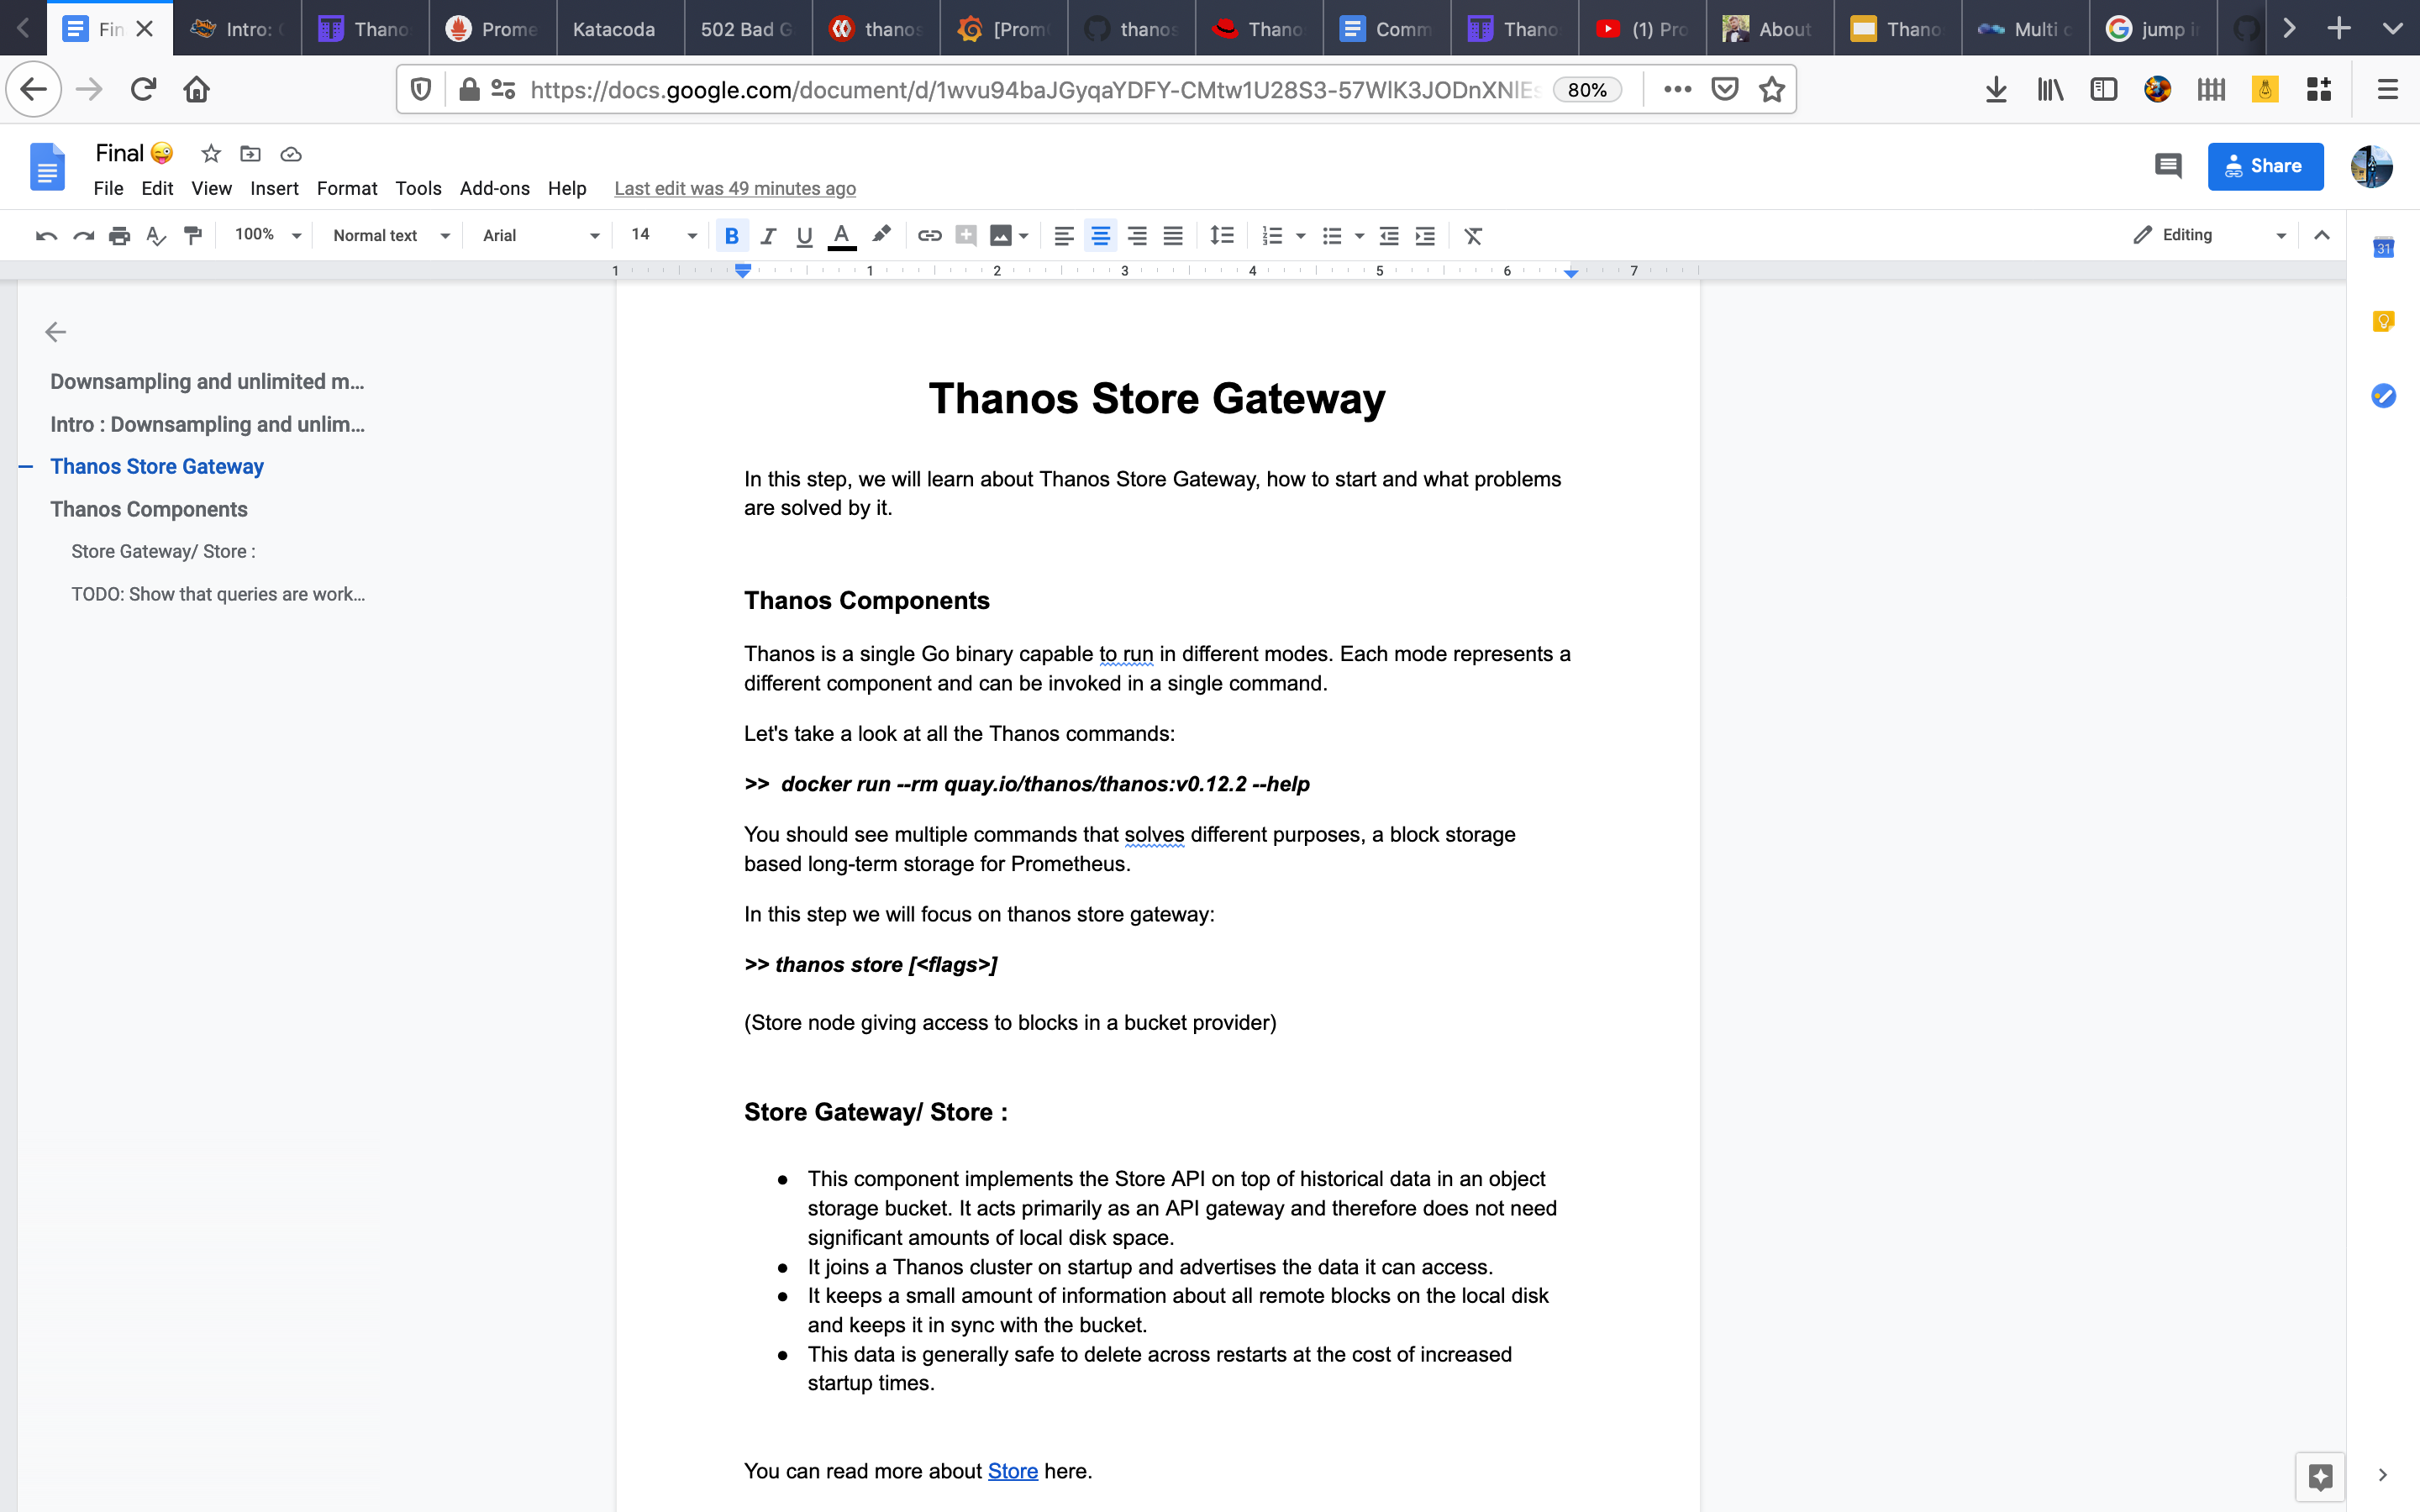 Fin
Intro:
Thano
Prome
Katacoda
502 Bad G
thanos
[Prom
thanos
Thano
Comm
Thano
(1) Pro
About
Thano
Multi c
jump i
https://docs.google.com/document/d/1wvu94baJGyqaYDFY-CMtw1U28S3-57WlK3JODnXNlEs
80%
Final 😜
Share
File Edit View Insert Format Tools Add-ons Help Last edit was 49 minutes ago
100% Normal text Arial 14 B I U A Editing
31
1 1 2 3 4 5 6 7
Downsampling and unlimited m...
Intro : Downsampling and unlim...
Thanos Store Gateway
Thanos Components
Store Gateway/ Store :
TODO: Show that queries are work...
Thanos Store Gateway
In this step, we will learn about Thanos Store Gateway, how to start and what problems
are solved by it.
Thanos Components
Thanos is a single Go binary capable to run in different modes. Each mode represents a
different component and can be invoked in a single command.
Let's take a look at all the Thanos commands:
>> docker run --rm quay.io/thanos/thanos:v0.12.2 --help
You should see multiple commands that solves different purposes, a block storage
based long-term storage for Prometheus.
In this step we will focus on thanos store gateway:
>> thanos store [<flags>]
(Store node giving access to blocks in a bucket provider)
Store Gateway/ Store :
● This component implements the Store API on top of historical data in an object
storage bucket. It acts primarily as an API gateway and therefore does not need
significant amounts of local disk space.
● It joins a Thanos cluster on startup and advertises the data it can access.
● It keeps a small amount of information about all remote blocks on the local disk
and keeps it in sync with the bucket.
● This data is generally safe to delete across restarts at the cost of increased
startup times.
You can read more about Store here.